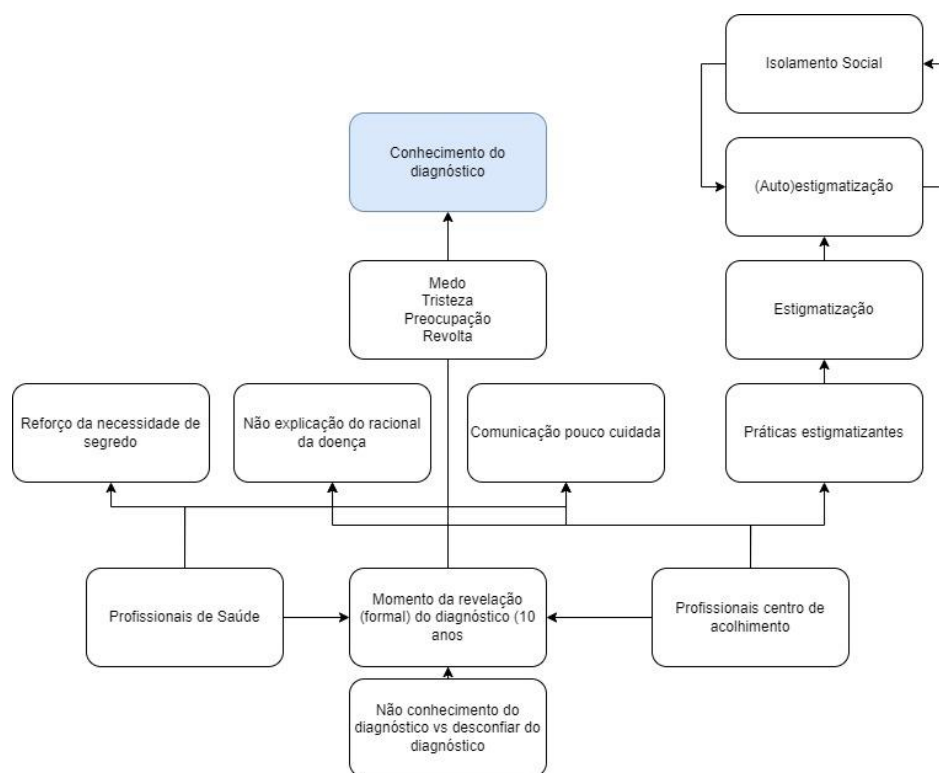 Isolamento Social
Conhecimento do
diagnóstico
(Auto)estigmatização
Medo
Tristeza
Preocupação
Revolta
Estigmatização
Reforço da necessidade de
segredo
Não explicação do racional
da doença
Comunicação pouco cuidada
Práticas estigmatizantes
Profissionais de Saúde
Momento da revelação
(formal) do diagnóstico (10
anos
Profissionais centro de
acolhimento
Não conhecimento do
diagnóstico vs desconfiar do
diagnóstico